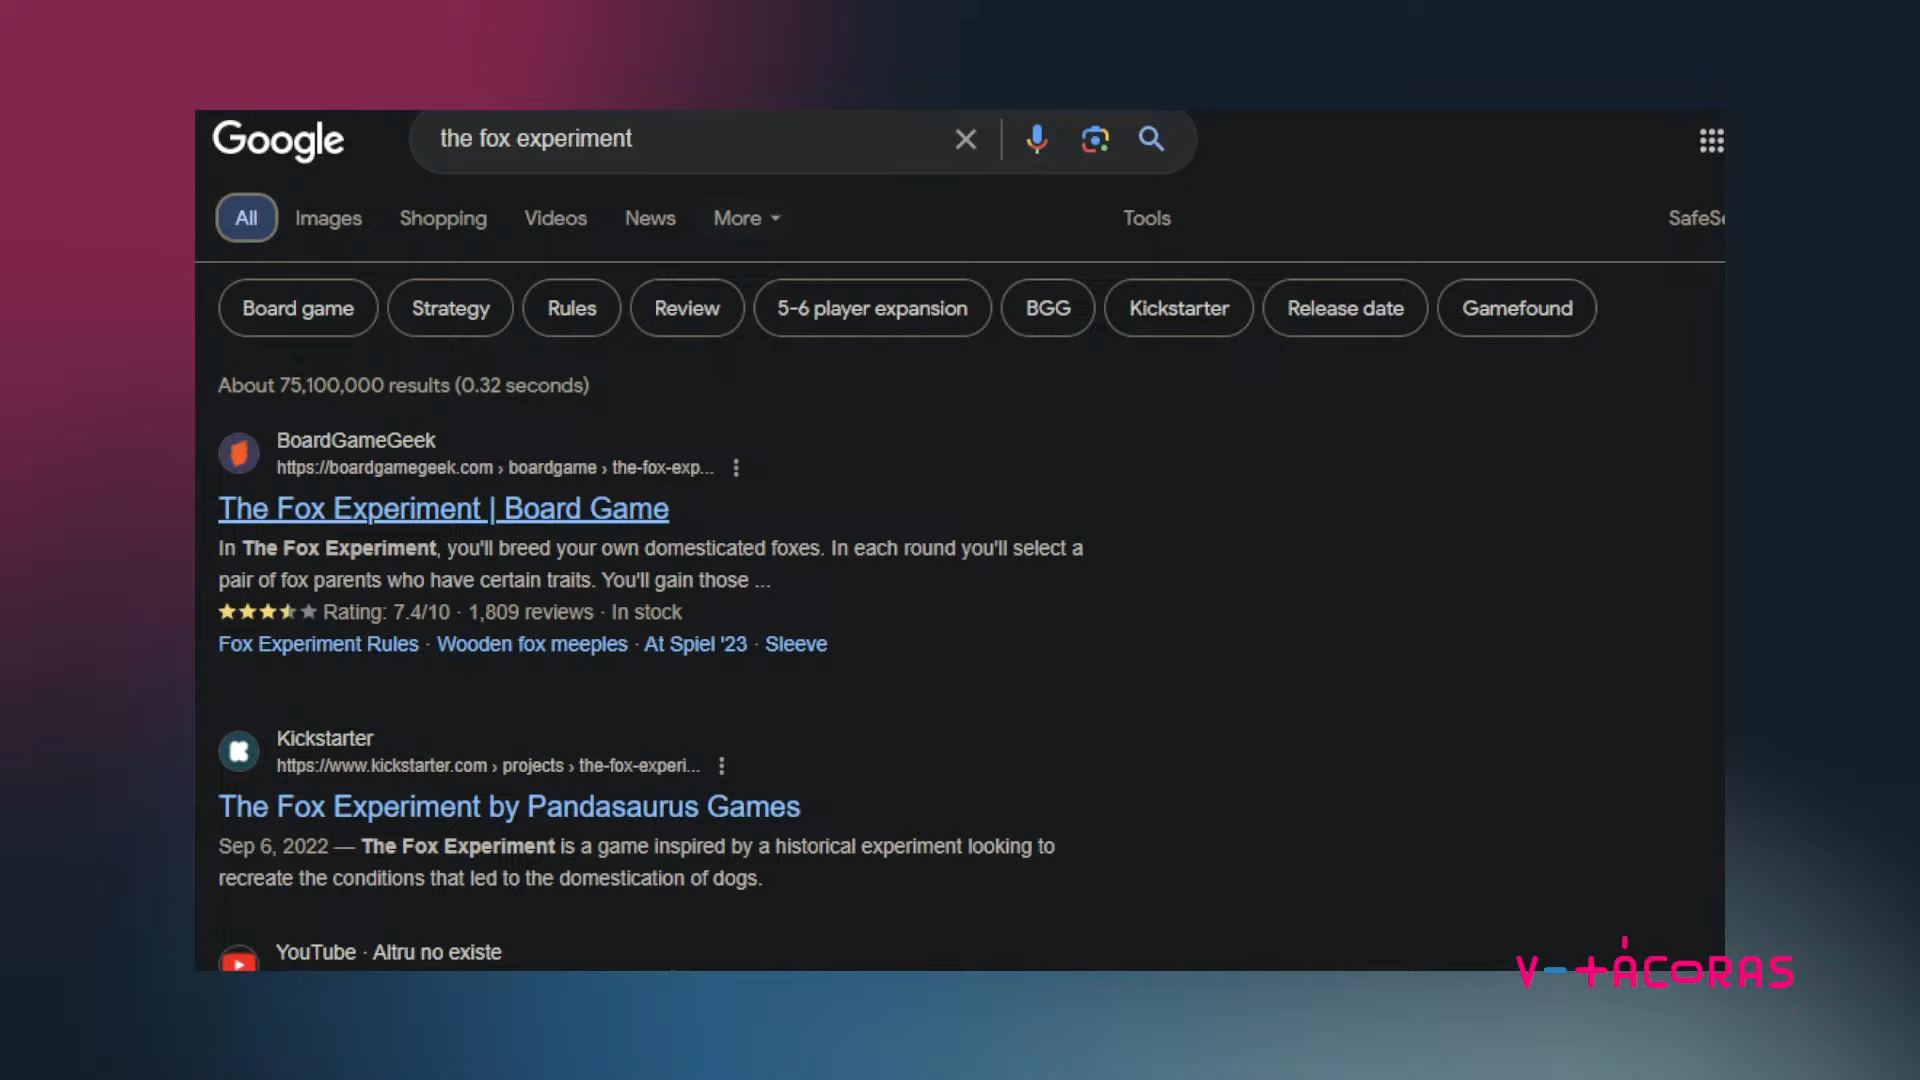 Google
the fox experiment
All Images Shopping Videos News More Tools SafeSe
Board game Strategy Rules Review 5-6 player expansion BGG Kickstarter Release date Gamefound
About 75,100,000 results (0.32 seconds)
BoardGameGeek
https://boardgamegeek.com › boardgame › the-fox-exp...
The Fox Experiment | Board Game
In The Fox Experiment, you'll breed your own domesticated foxes. In each round you'll select a
pair of fox parents who have certain traits. You'll gain those ...
Rating: 7.4/10 · 1,809 reviews · In stock
Fox Experiment Rules · Wooden fox meeples · At Spiel '23 · Sleeve
Kickstarter
https://www.kickstarter.com › projects › the-fox-experi...
The Fox Experiment by Pandasaurus Games
Sep 6, 2022 — The Fox Experiment is a game inspired by a historical experiment looking to
recreate the conditions that led to the domestication of dogs.
YouTube · Altru no existe
V-TÁCORAS